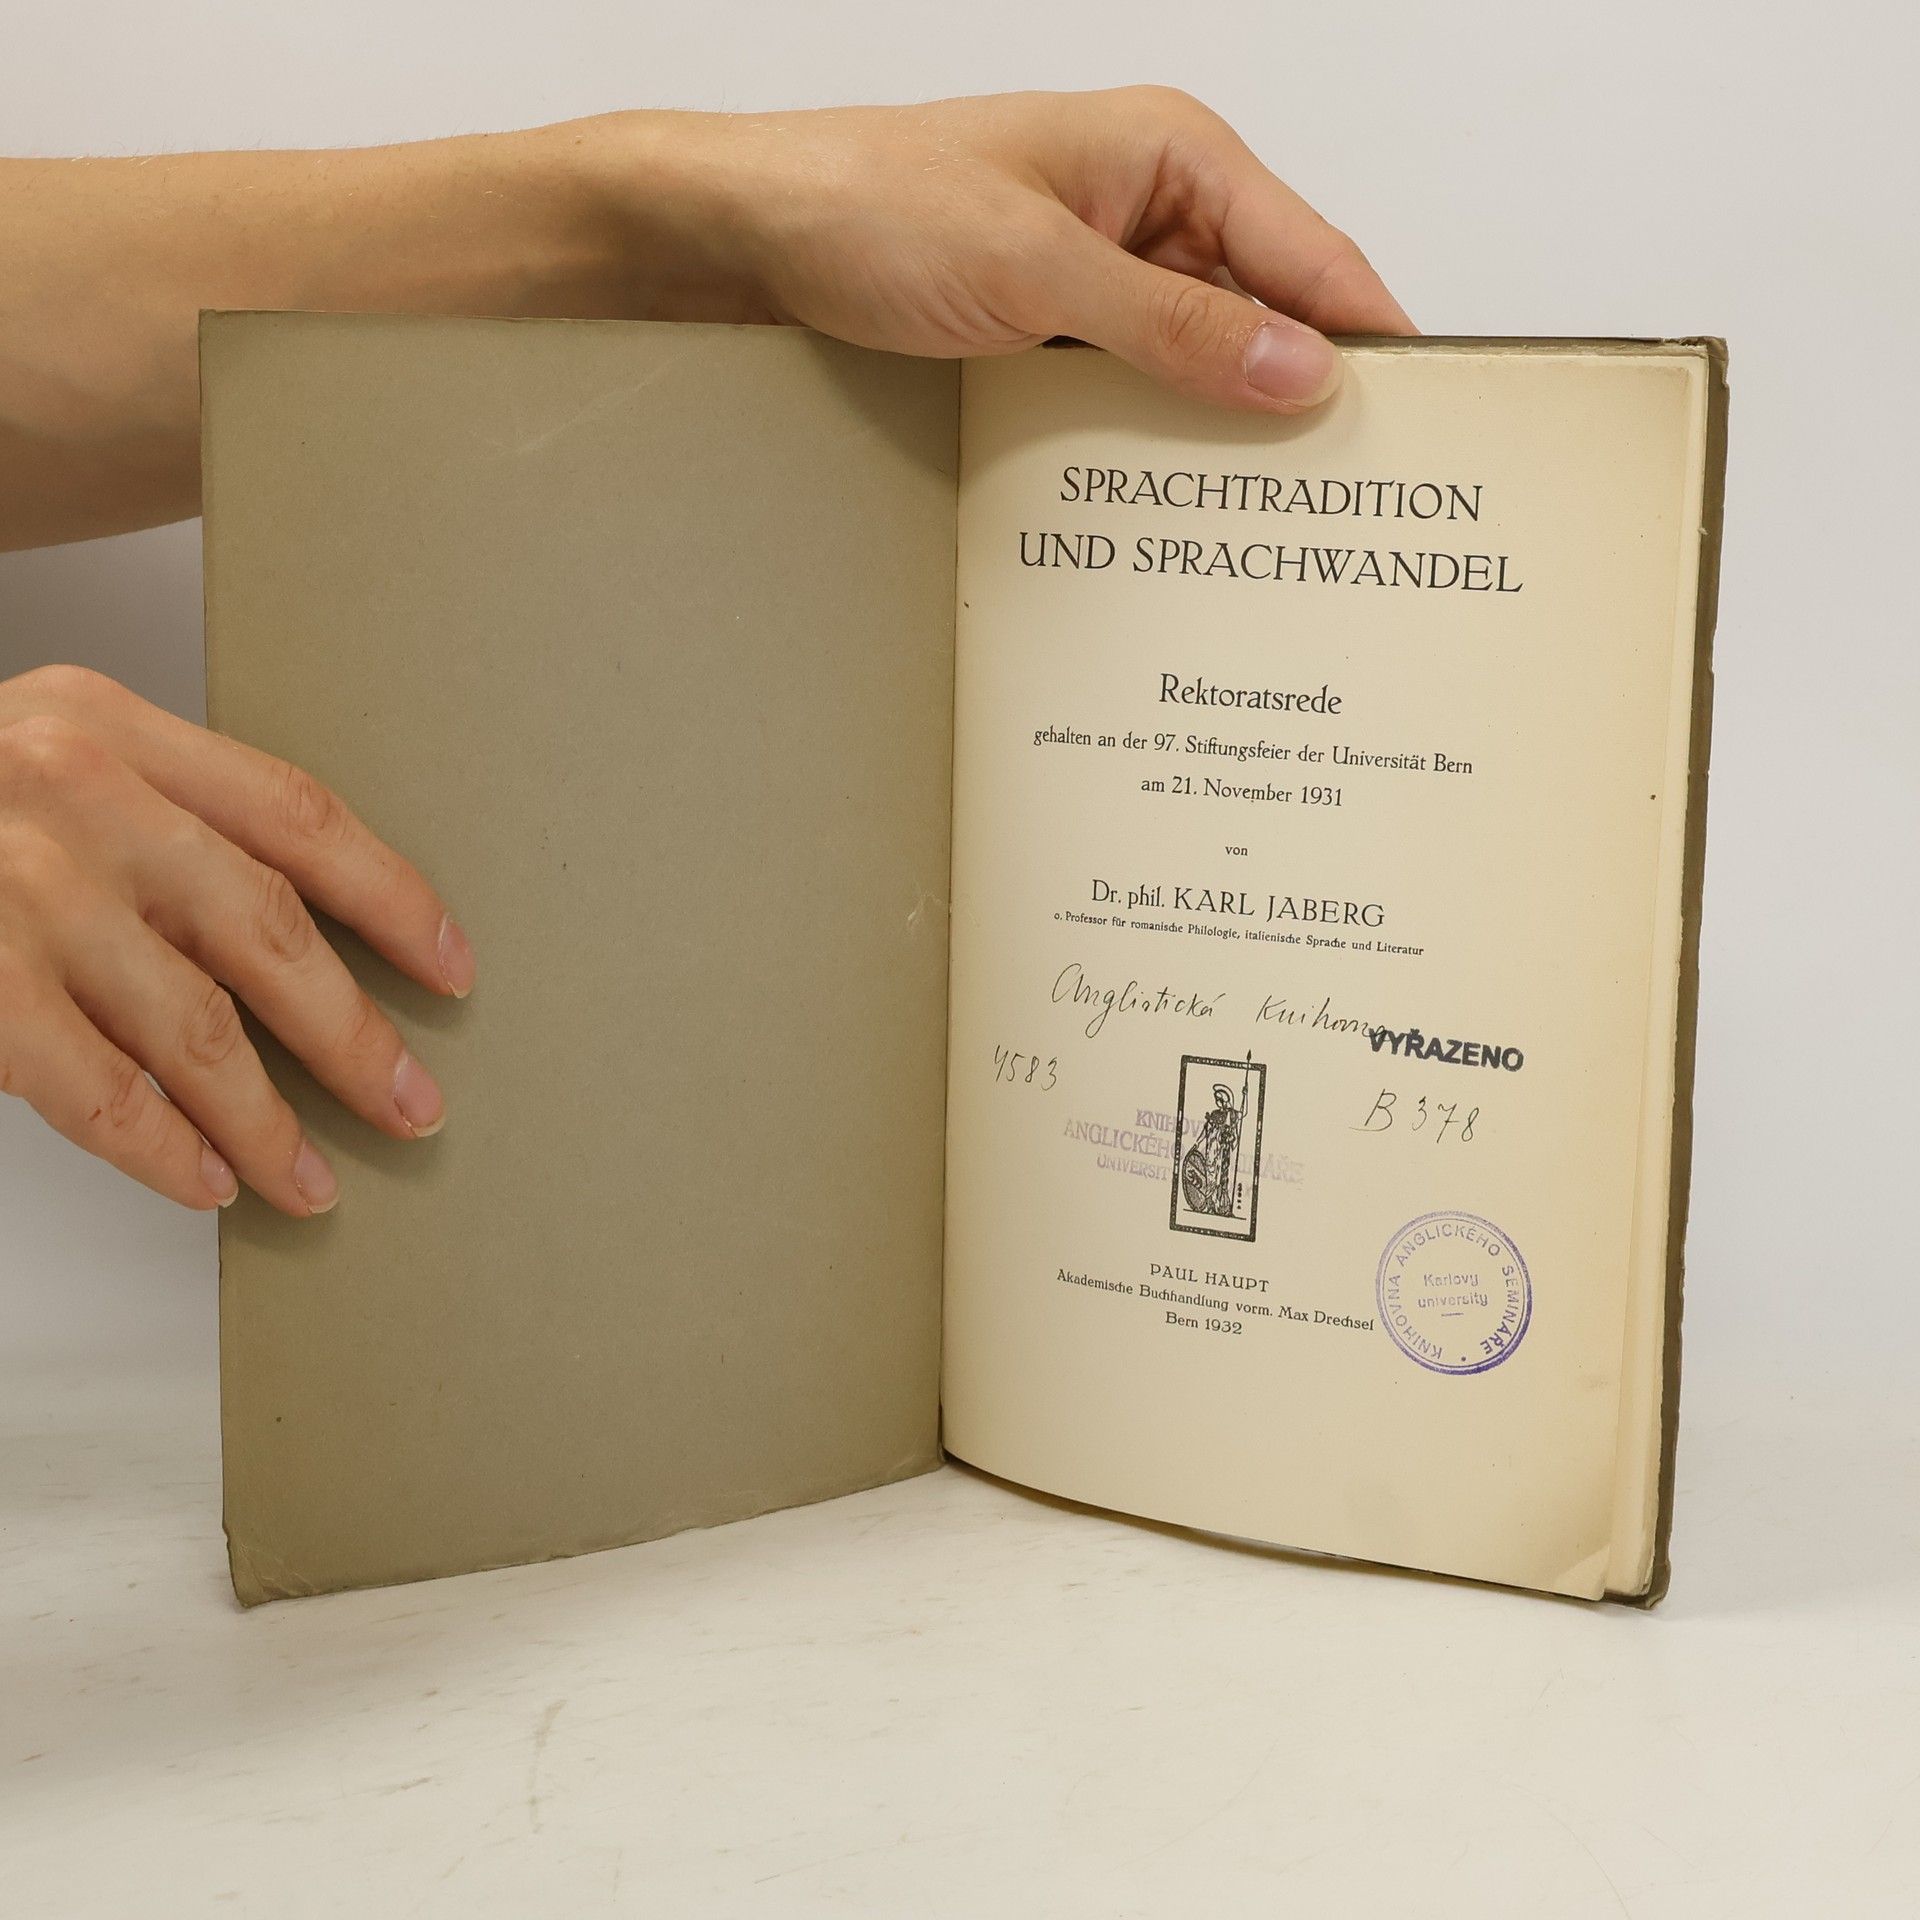 SPRACHTRADITION
UND SPRACHWANDEL
Rektoratsrede
gehalten an der 97. Stiftungsfeier der Universität Bern
am 21. November 1931
von
Dr. phil. KARL JABERG
o. Professor für romanische Philologie, italienische Sprache und Literatur
Anglistická Knihovna
VYŘAZENO
4583
B 378
ANGLICKÉHO
PAUL HAUPT
Akademische Buchhandlung vorm. Max Drechsel
Bern 1932
KNIHOVNA ANGLICKÉHO SEMINÁŘE
Karlovy
university